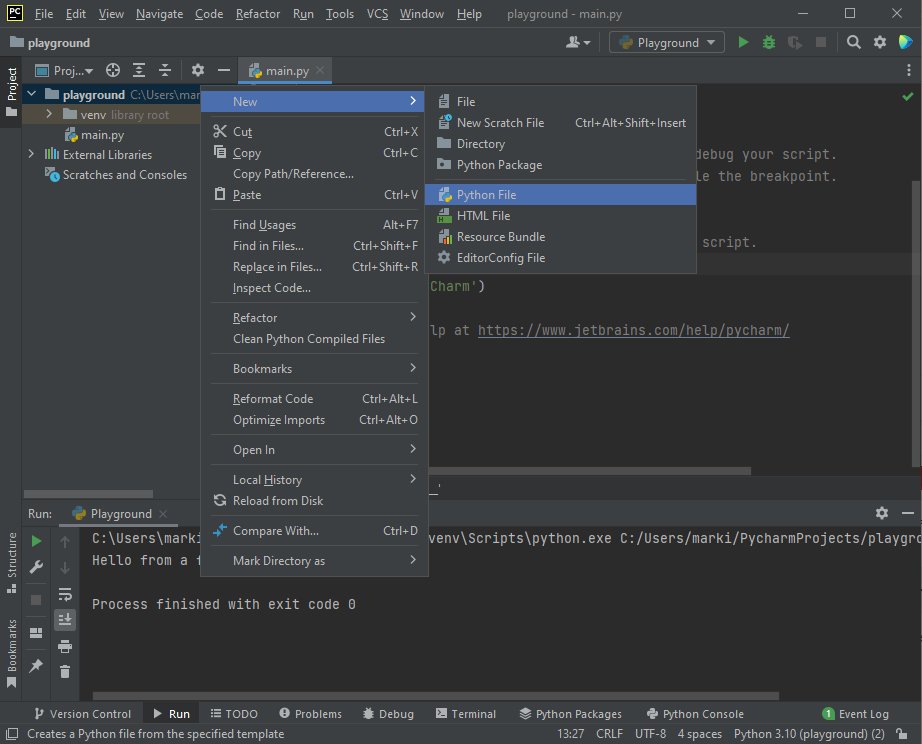 PC File Edit View Navigate Code Refactor Run Tools VCS Window Help playground - main.py
playground
Playground
Project
Proj...
main.py
playground C:\Users\mar
venv library root
main.py
External Libraries
Scratches and Consoles
New
Cut Ctrl+X
Copy Ctrl+C
Copy Path/Reference...
Paste Ctrl+V
Find Usages Alt+F7
Find in Files... Ctrl+Shift+F
Replace in Files... Ctrl+Shift+R
Inspect Code...
Refactor
Clean Python Compiled Files
Bookmarks
Reformat Code Ctrl+Alt+L
Optimize Imports Ctrl+Alt+O
Open In
Local History
Reload from Disk
Compare With... Ctrl+D
Mark Directory as
File
New Scratch File Ctrl+Alt+Shift+Insert
Directory
Python Package
Python File
HTML File
Resource Bundle
EditorConfig File
debug your script.
le the breakpoint.
script.
Charm')
lp at https://www.jetbrains.com/help/pycharm/
Run: Playground
C:\Users\marki venv\Scripts\python.exe C:/Users/marki/PycharmProjects/playgro
Hello from a f
Process finished with exit code 0
Structure
Bookmarks
Version Control Run TODO Problems Debug Terminal Python Packages Python Console 1 Event Log
Creates a Python file from the specified template 13:27 CRLF UTF-8 4 spaces Python 3.10 (playground) (2)